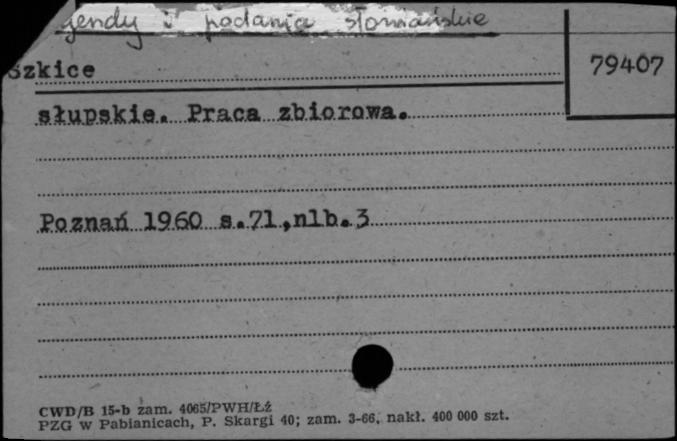 gendy i podania słowiańskie
Szkice
79407
słupskie. Praca zbiorowa.
Poznań 1960 s.71,nlb.3
CWD/B 15-b zam. 4065/PWH/Łź
PZG w Pabianicach, P. Skargi 40; zam. 3-66, nakł. 400 000 szt.